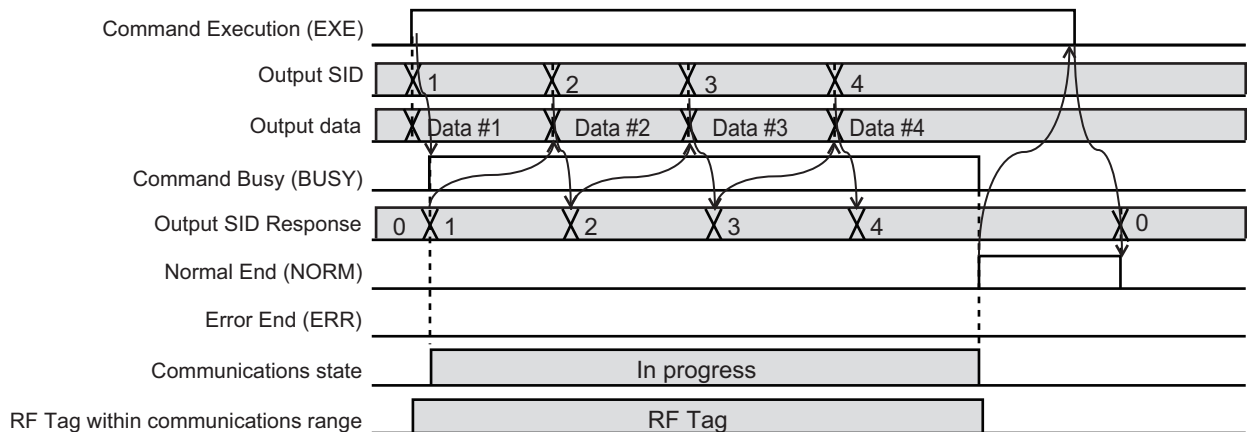 Command Execution (EXE)
Output SID 1 2 3 4
Output data Data #1 Data #2 Data #3 Data #4
Command Busy (BUSY)
Output SID Response 0 1 2 3 4 0
Normal End (NORM)
Error End (ERR)
Communications state In progress
RF Tag within communications range RF Tag